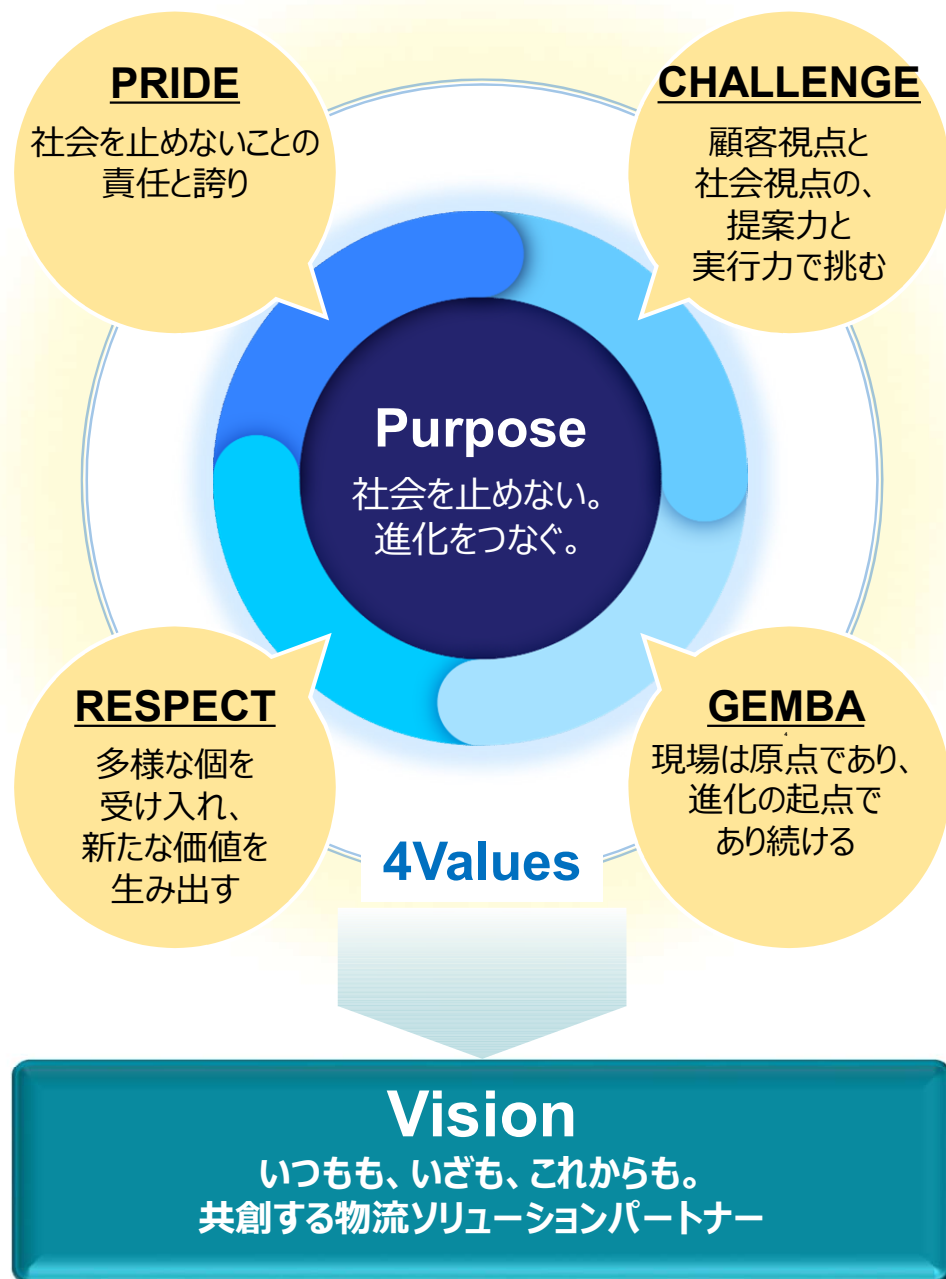 PRIDE
社会を止めないことの
責任と誇り
CHALLENGE
顧客視点と
社会視点の、
提案力と
実行力で挑む
Purpose
社会を止めない。
進化をつなぐ。
RESPECT
多様な個を
受け入れ、
新たな価値を
生み出す
GEMBA
4
現場は原点であり、
進化の起点で
あり続ける
4Values
Vision
いつもも、いざも、これからも。
共創する物流ソリューションパートナー